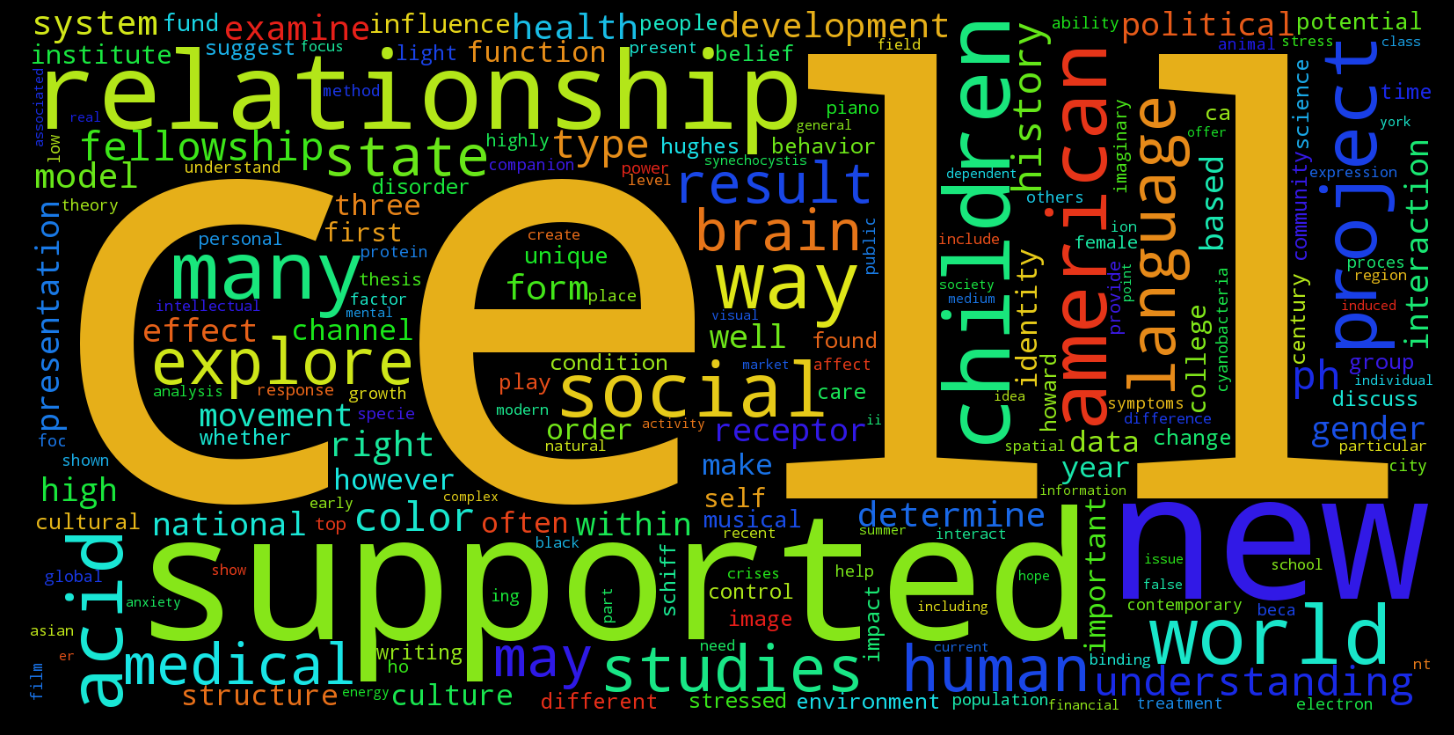 system
fund
examine
influence
health
people
development
ability
political
potential
institute
suggest
focus
light
function
present
belief
field
animal
stress
class
relationship
method
associated
real
low
children
history
american
project
science
time
piano
general
behavior
fellowship
state
highly
type
hughes
synechocystis
companion
power
level
language
ca
offer
york
imaginary
model
understand
disorder
result
dependent
others
based
community
expression
interaction
theory
three
first
personal
protein
many
thesis
intellectual
factor
mental
presentation
create
unique
form
place
brain
way
public
visual
include
society
medium
identity
ion
female
provide
point
cyanobacteria
proces
region
induced
century
cell
effect
channel
explore
analysis
response
growth
condition
well
found
market
affect
play
social
care
modern
idea
howard
college
ph
group
individual
discuss
movement
specie
whether
order
activity
receptor
ii
natural
symptoms
difference
gender
foc
right
spatial
data
change
particular
shown
however
make
year
city
high
early
complex
self
information
cultural
national
top
color
often
within
musical
recent
determine
summer
interact
important
new
acid
supported
black
global
show
anxiety
ing
part
schiff
crises
control
help
hope
issue
school
false
image
including
impact
contemporary
beca
world
asian
er
film
medical
writing
ho
may
studies
need
human
current
binding
understanding
nt
structure
energy
culture
different
stressed
environment
population
financial
treatment
electron